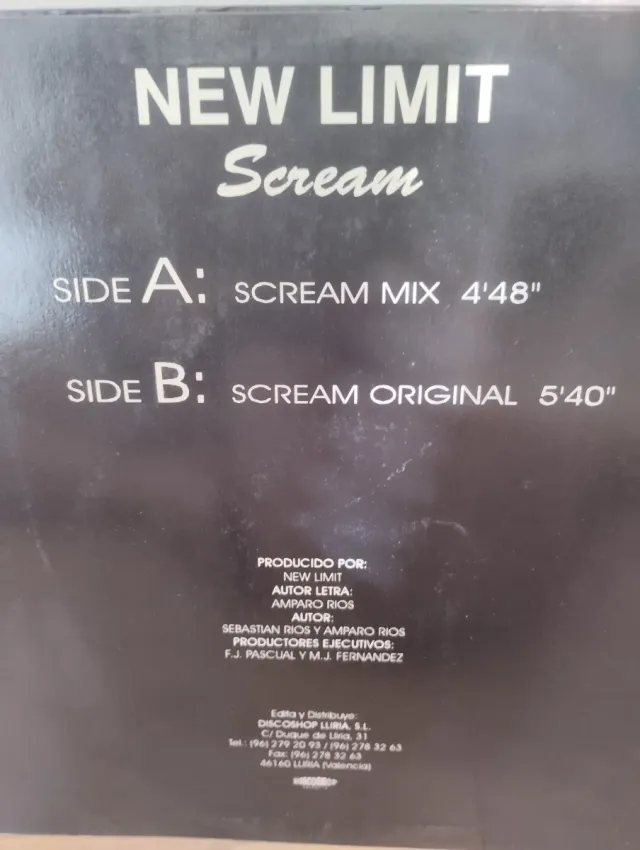 NEW LIMIT
Scream
SIDE A: SCREAM MIX 4'48"
SIDE B: SCREAM ORIGINAL 5'40"
PRODUCIDO POR:
NEW LIMIT
AUTOR LETRA:
AMPARO RIOS
AUTOR:
SEBASTIAN RIOS Y AMPARO RIOS
PRODUCTORES EJECUTIVOS:
F.J. PASCUAL Y M.J. FERNANDEZ
Edita y Distribuye:
DISCOSHOP LLIRIA, S.L.
C/ Duque de Liria, 31
Tel.: (96) 279 20 93 / (96) 278 32 63
Fax: (96) 278 32 63
46160 LLIRIA (Valencia)